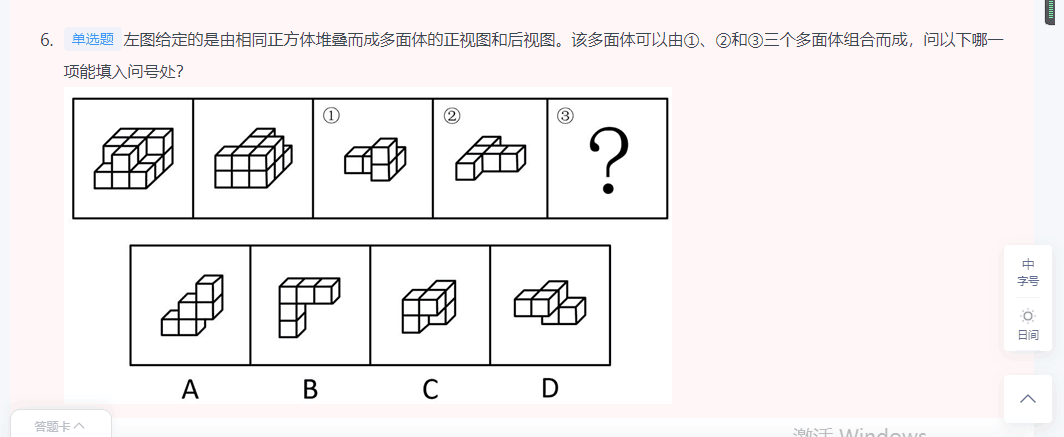 6. 单选题 左图给定的是由相同正方体堆叠而成多面体的正视图和后视图。该多面体可以由①、②和③三个多面体组合而成，问以下哪一
项能填入问号处？
① ② ③
?
A B C D
中
字号
日间
答题卡
激活 Windows